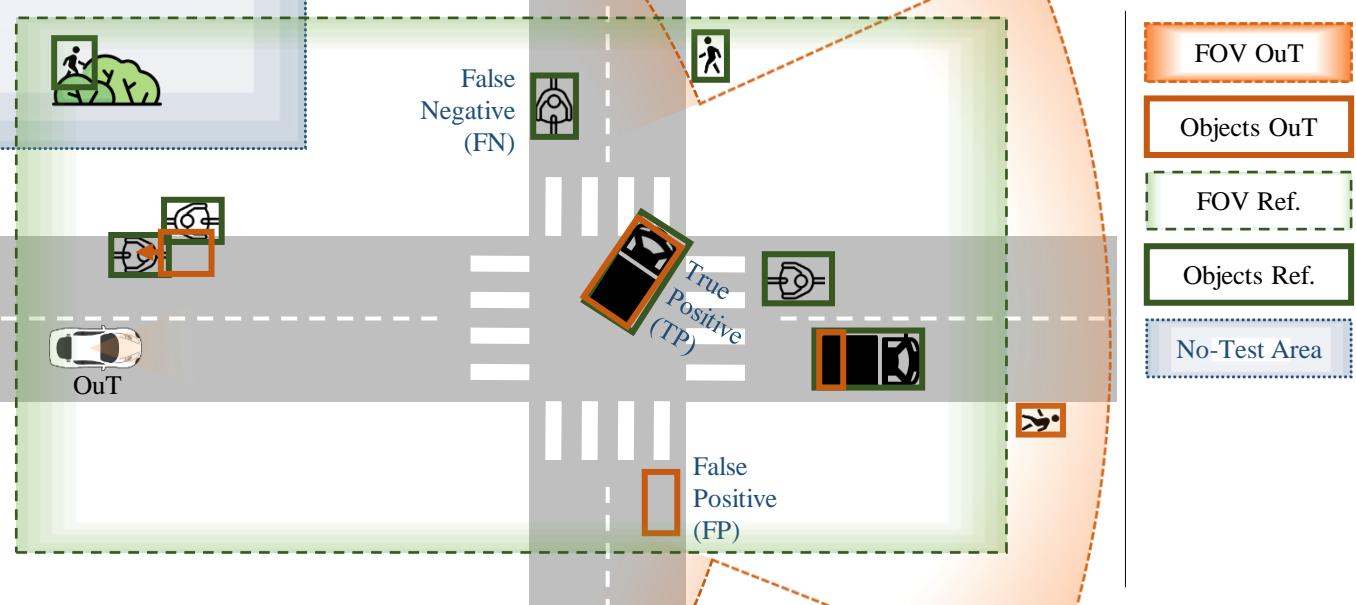 False
Negative
(FN)
True
Positive
(TP)
OuT
False
Positive
(FP)
FOV OuT
Objects OuT
FOV Ref.
Objects Ref.
No-Test Area